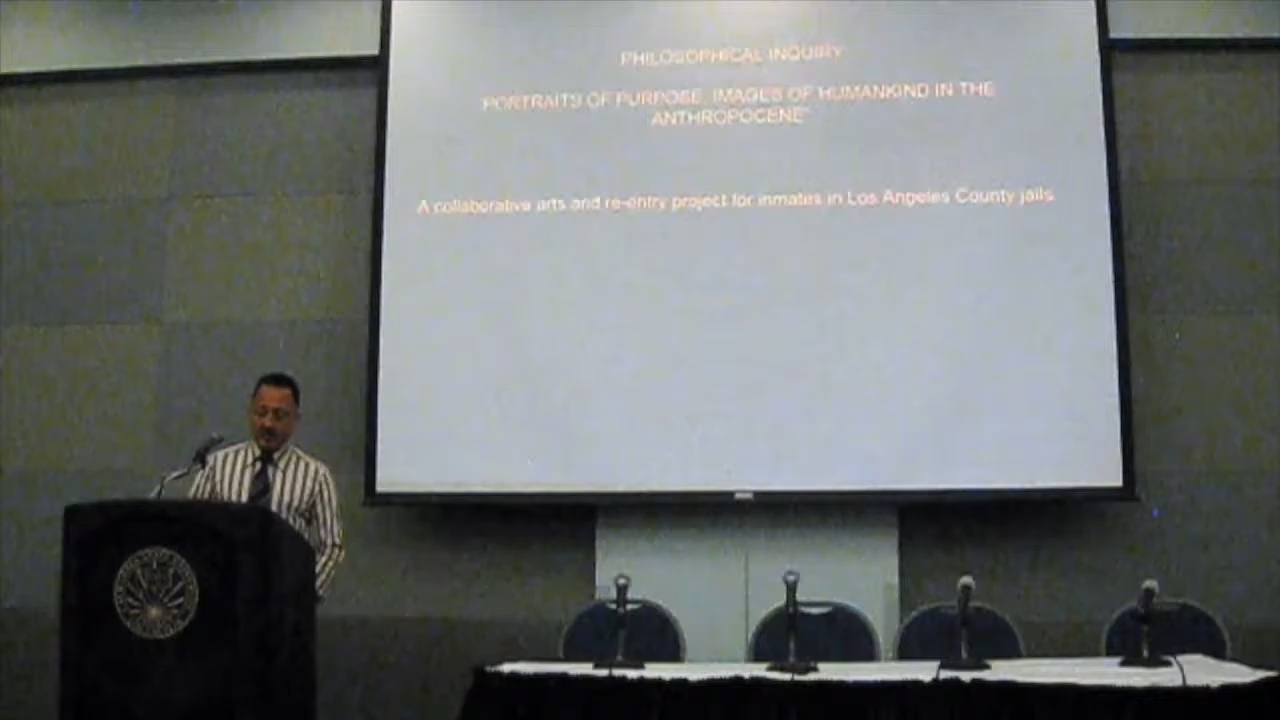 PHILOSOPHICAL INQUIRY
PORTRAITS OF PURPOSE: IMAGES OF HUMANKIND IN THE
ANTHROPOCENE"
A collaborative arts and re-entry project for inmates in Los Angeles County jails